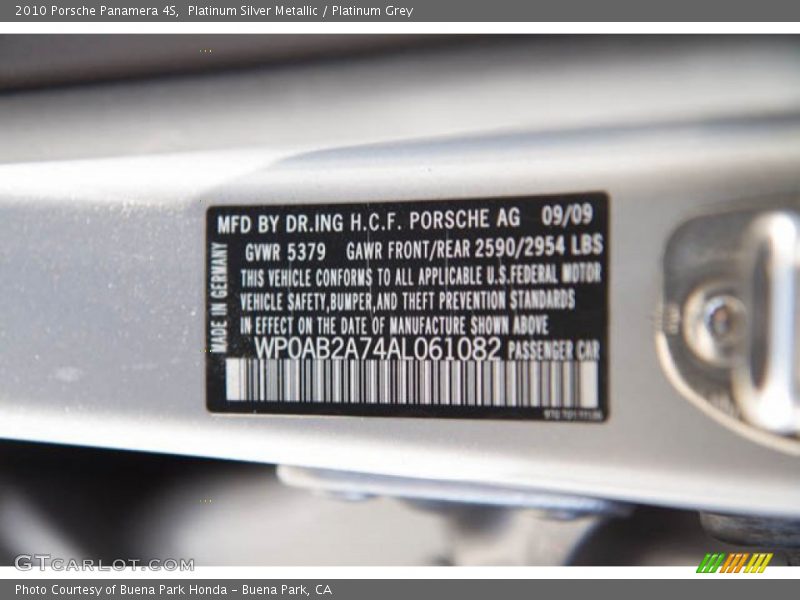 2010 Porsche Panamera 4S, Platinum Silver Metallic / Platinum Grey
MFD BY DR.ING H.C.F. PORSCHE AG 09/09
GVWR 5379 GAWR FRONT/REAR 2590/2954 LBS
THIS VEHICLE CONFORMS TO ALL APPLICABLE U.S.FEDERAL MOTOR
VEHICLE SAFETY,BUMPER,AND THEFT PREVENTION STANDARDS
IN EFFECT ON THE DATE OF MANUFACTURE SHOWN ABOVE
WP0AB2A74AL061082 PASSENGER CAR
MADE IN GERMANY
GTCARLOT.COM
Photo Courtesy of Buena Park Honda - Buena Park, CA